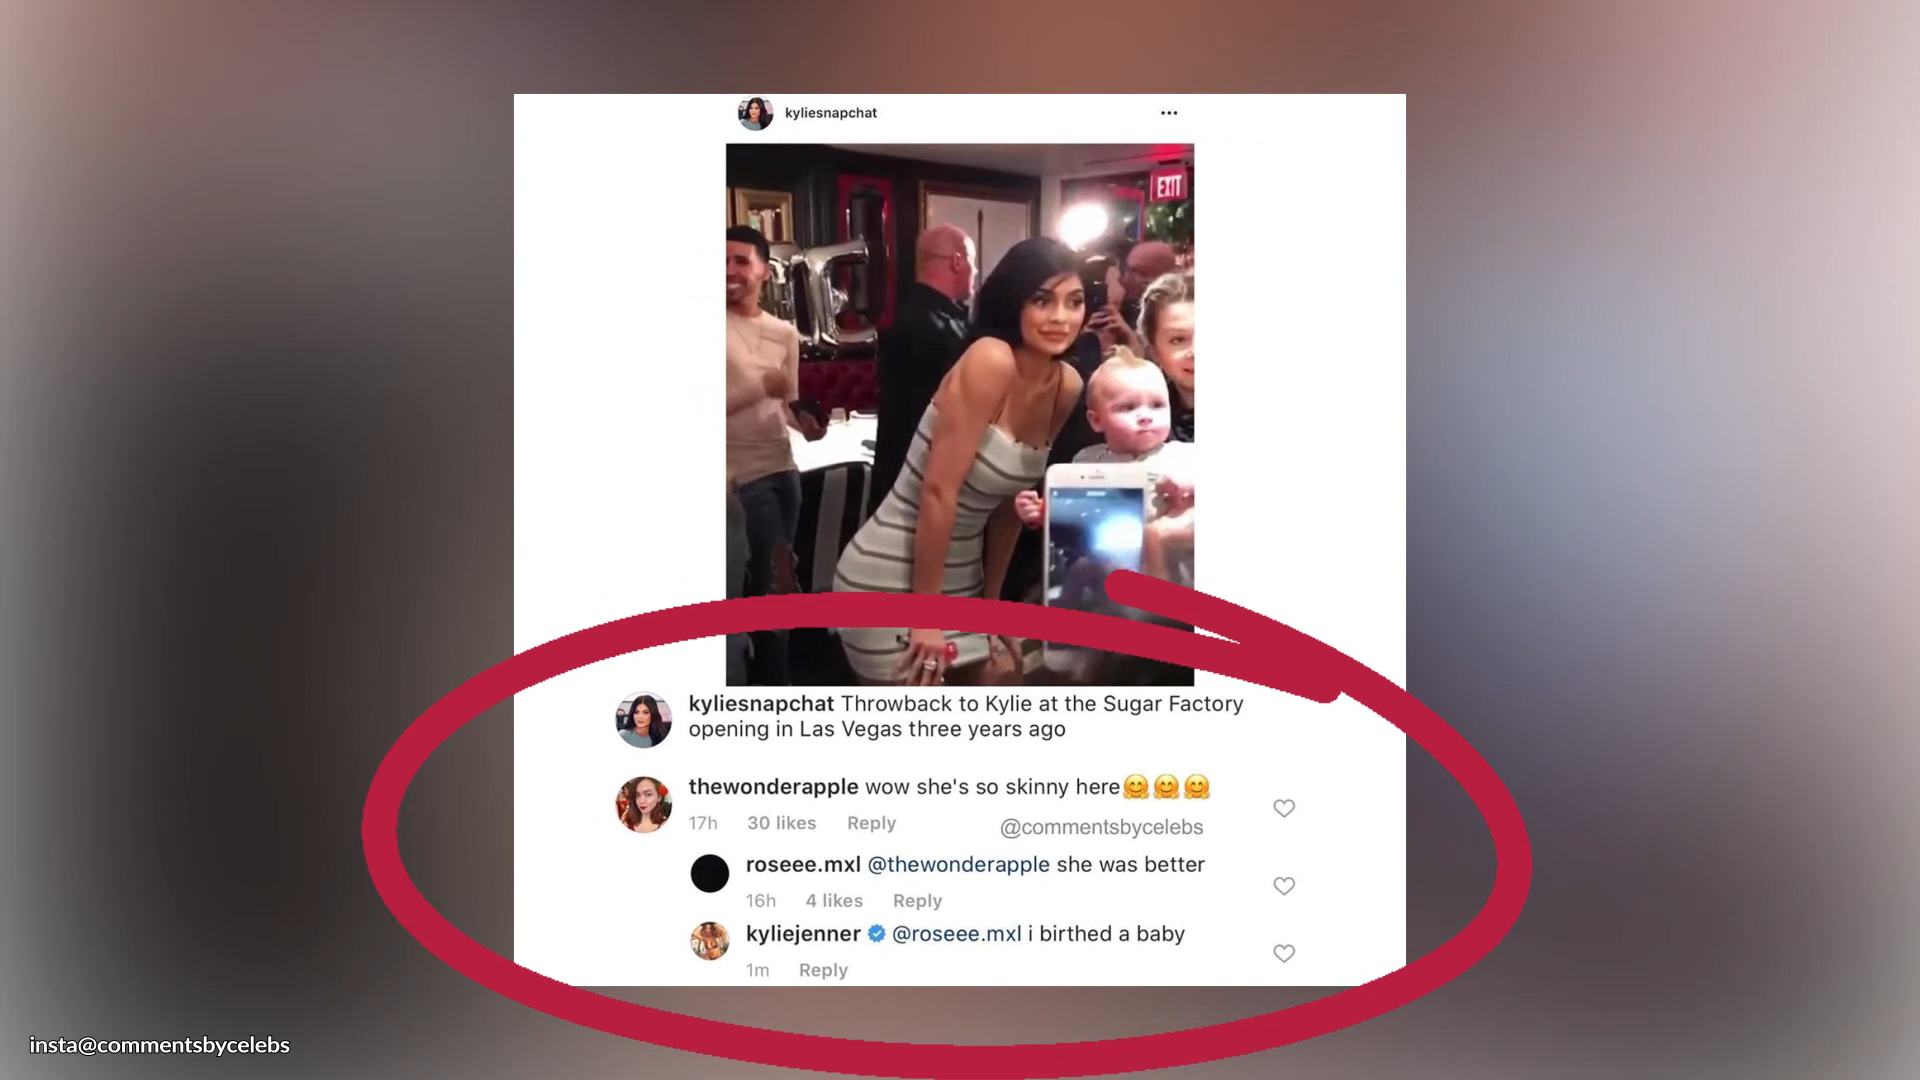 kyliesnapchat
EXIT
kyliesnapchat Throwback to Kylie at the Sugar Factory
opening in Las Vegas three years ago
thewonderapple wow she's so skinny here🤗🤗🤗
17h 30 likes Reply
@commentsbycelebs
roseee.mxl @thewonderapple she was better
16h 4 likes Reply
kyliejenner @roseee.mxl i birthed a baby
1m Reply
insta@commentsbycelebs